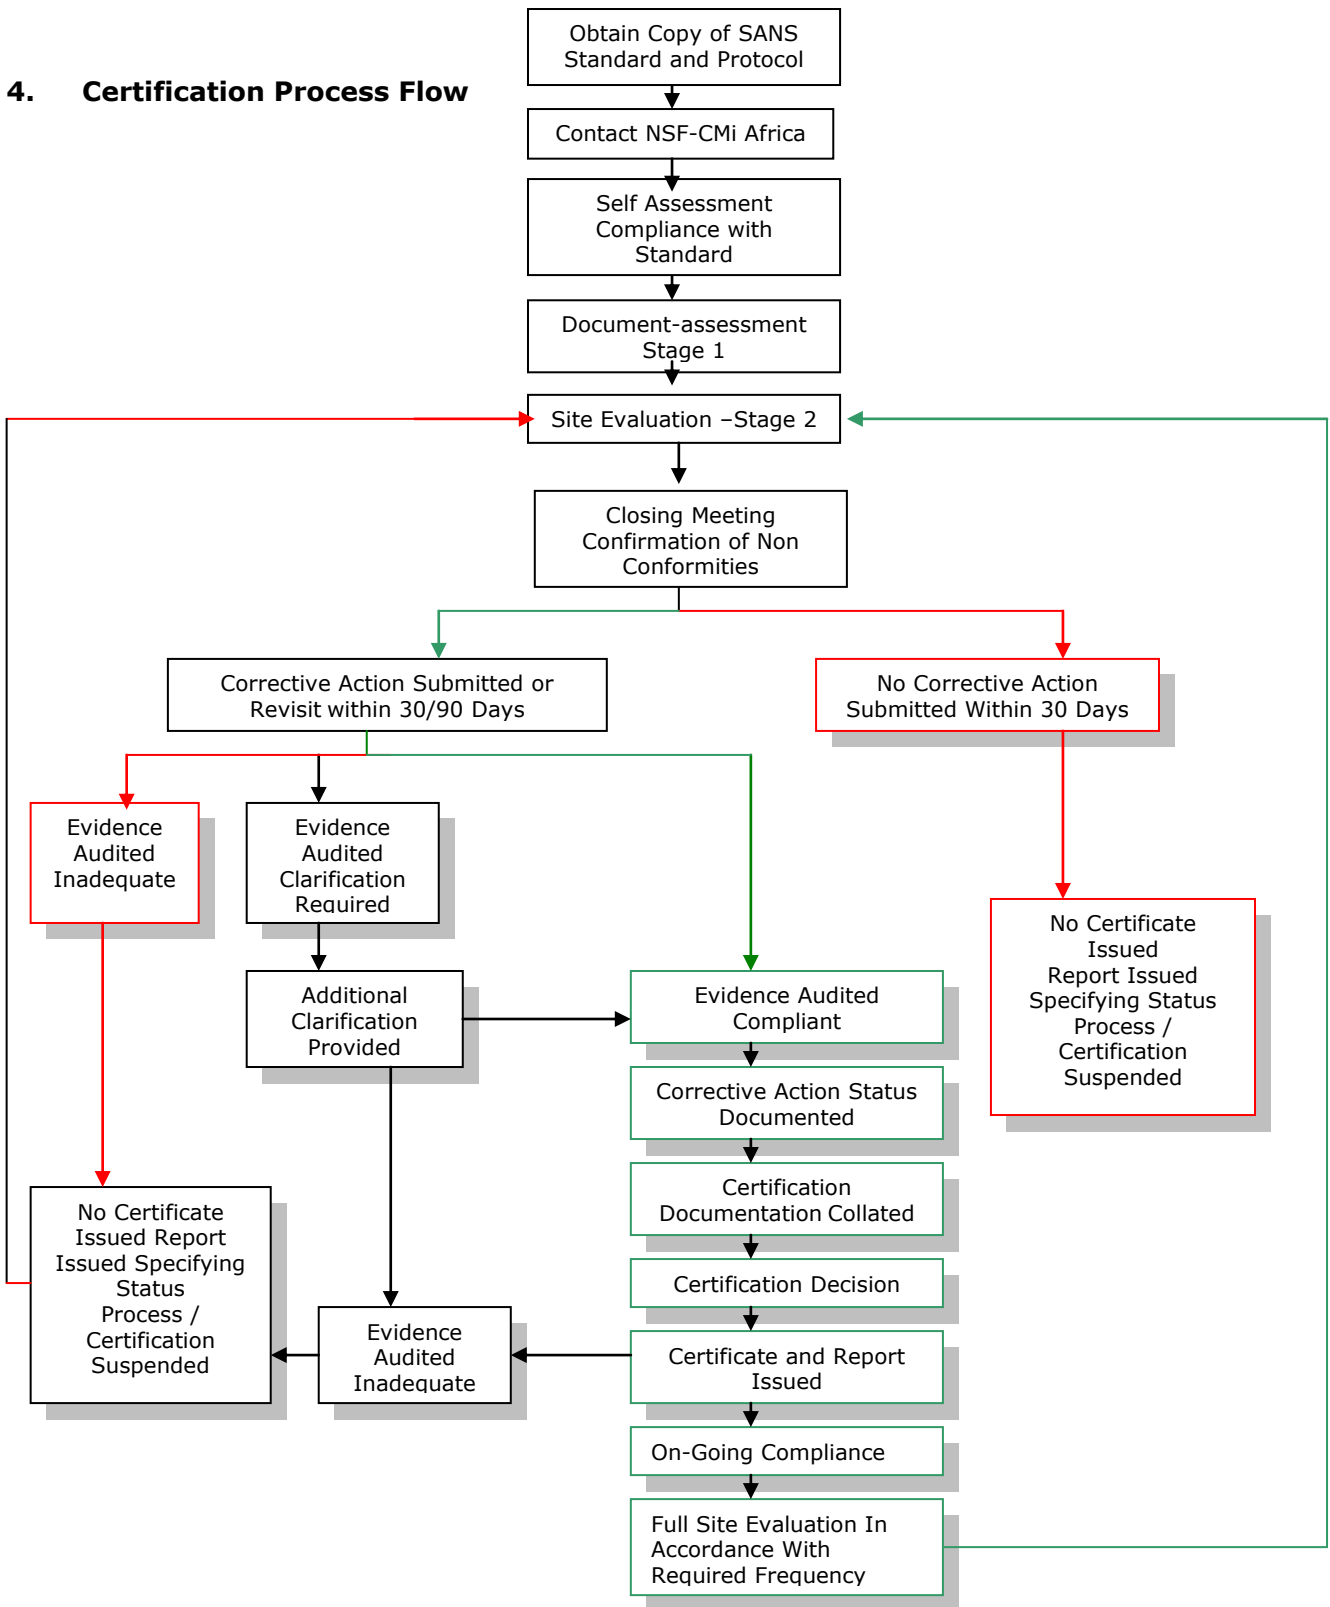 Obtain Copy of SANS
Standard and Protocol
4. Certification Process Flow
Contact NSF-CMi Africa
Self Assessment
Compliance with
Standard
Document-assessment
Stage 1
Site Evaluation –Stage 2
Closing Meeting
Confirmation of Non
Conformities
Corrective Action Submitted or
Revisit within 30/90 Days
No Corrective Action
Submitted Within 30 Days
Evidence
Audited
Inadequate
Evidence
Audited
Clarification
Required
No Certificate
Issued
Report Issued
Specifying Status
Process /
Certification
Suspended
Additional
Clarification
Provided
Evidence Audited
Compliant
Corrective Action Status
Documented
Certification
Documentation Collated
No Certificate
Issued Report
Issued Specifying
Status
Process /
Certification
Suspended
Certification Decision
Evidence
Audited
Inadequate
Certificate and Report
Issued
On-Going Compliance
Full Site Evaluation In
Accordance With
Required Frequency